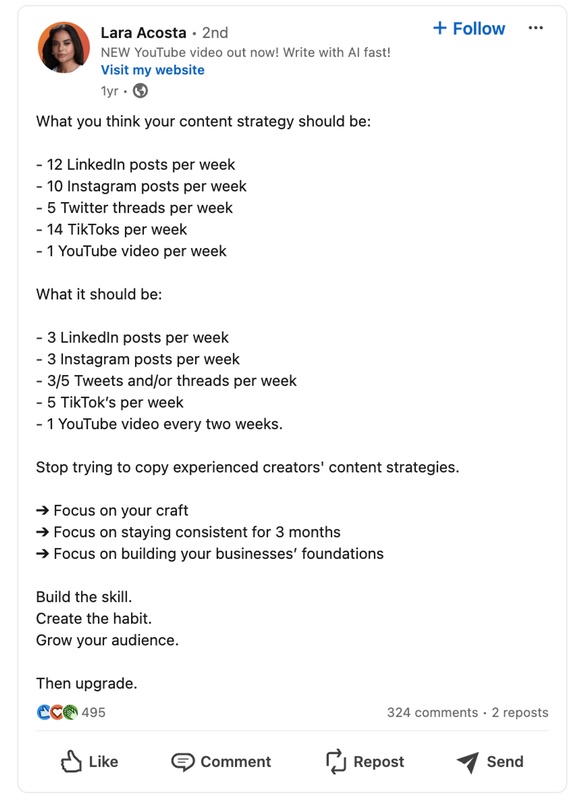 Lara Acosta • 2nd
+ Follow
...
NEW YouTube video out now! Write with AI fast!
Visit my website
1yr •
What you think your content strategy should be:
- 12 LinkedIn posts per week
- 10 Instagram posts per week
- 5 Twitter threads per week
- 14 TikToks per week
- 1 YouTube video per week
What it should be:
- 3 LinkedIn posts per week
- 3 Instagram posts per week
- 3/5 Tweets and/or threads per week
- 5 TikTok’s per week
- 1 YouTube video every two weeks.
Stop trying to copy experienced creators' content strategies.
→ Focus on your craft
→ Focus on staying consistent for 3 months
→ Focus on building your businesses’ foundations
Build the skill.
Create the habit.
Grow your audience.
Then upgrade.
495
324 comments • 2 reposts
Like
Comment
Repost
Send